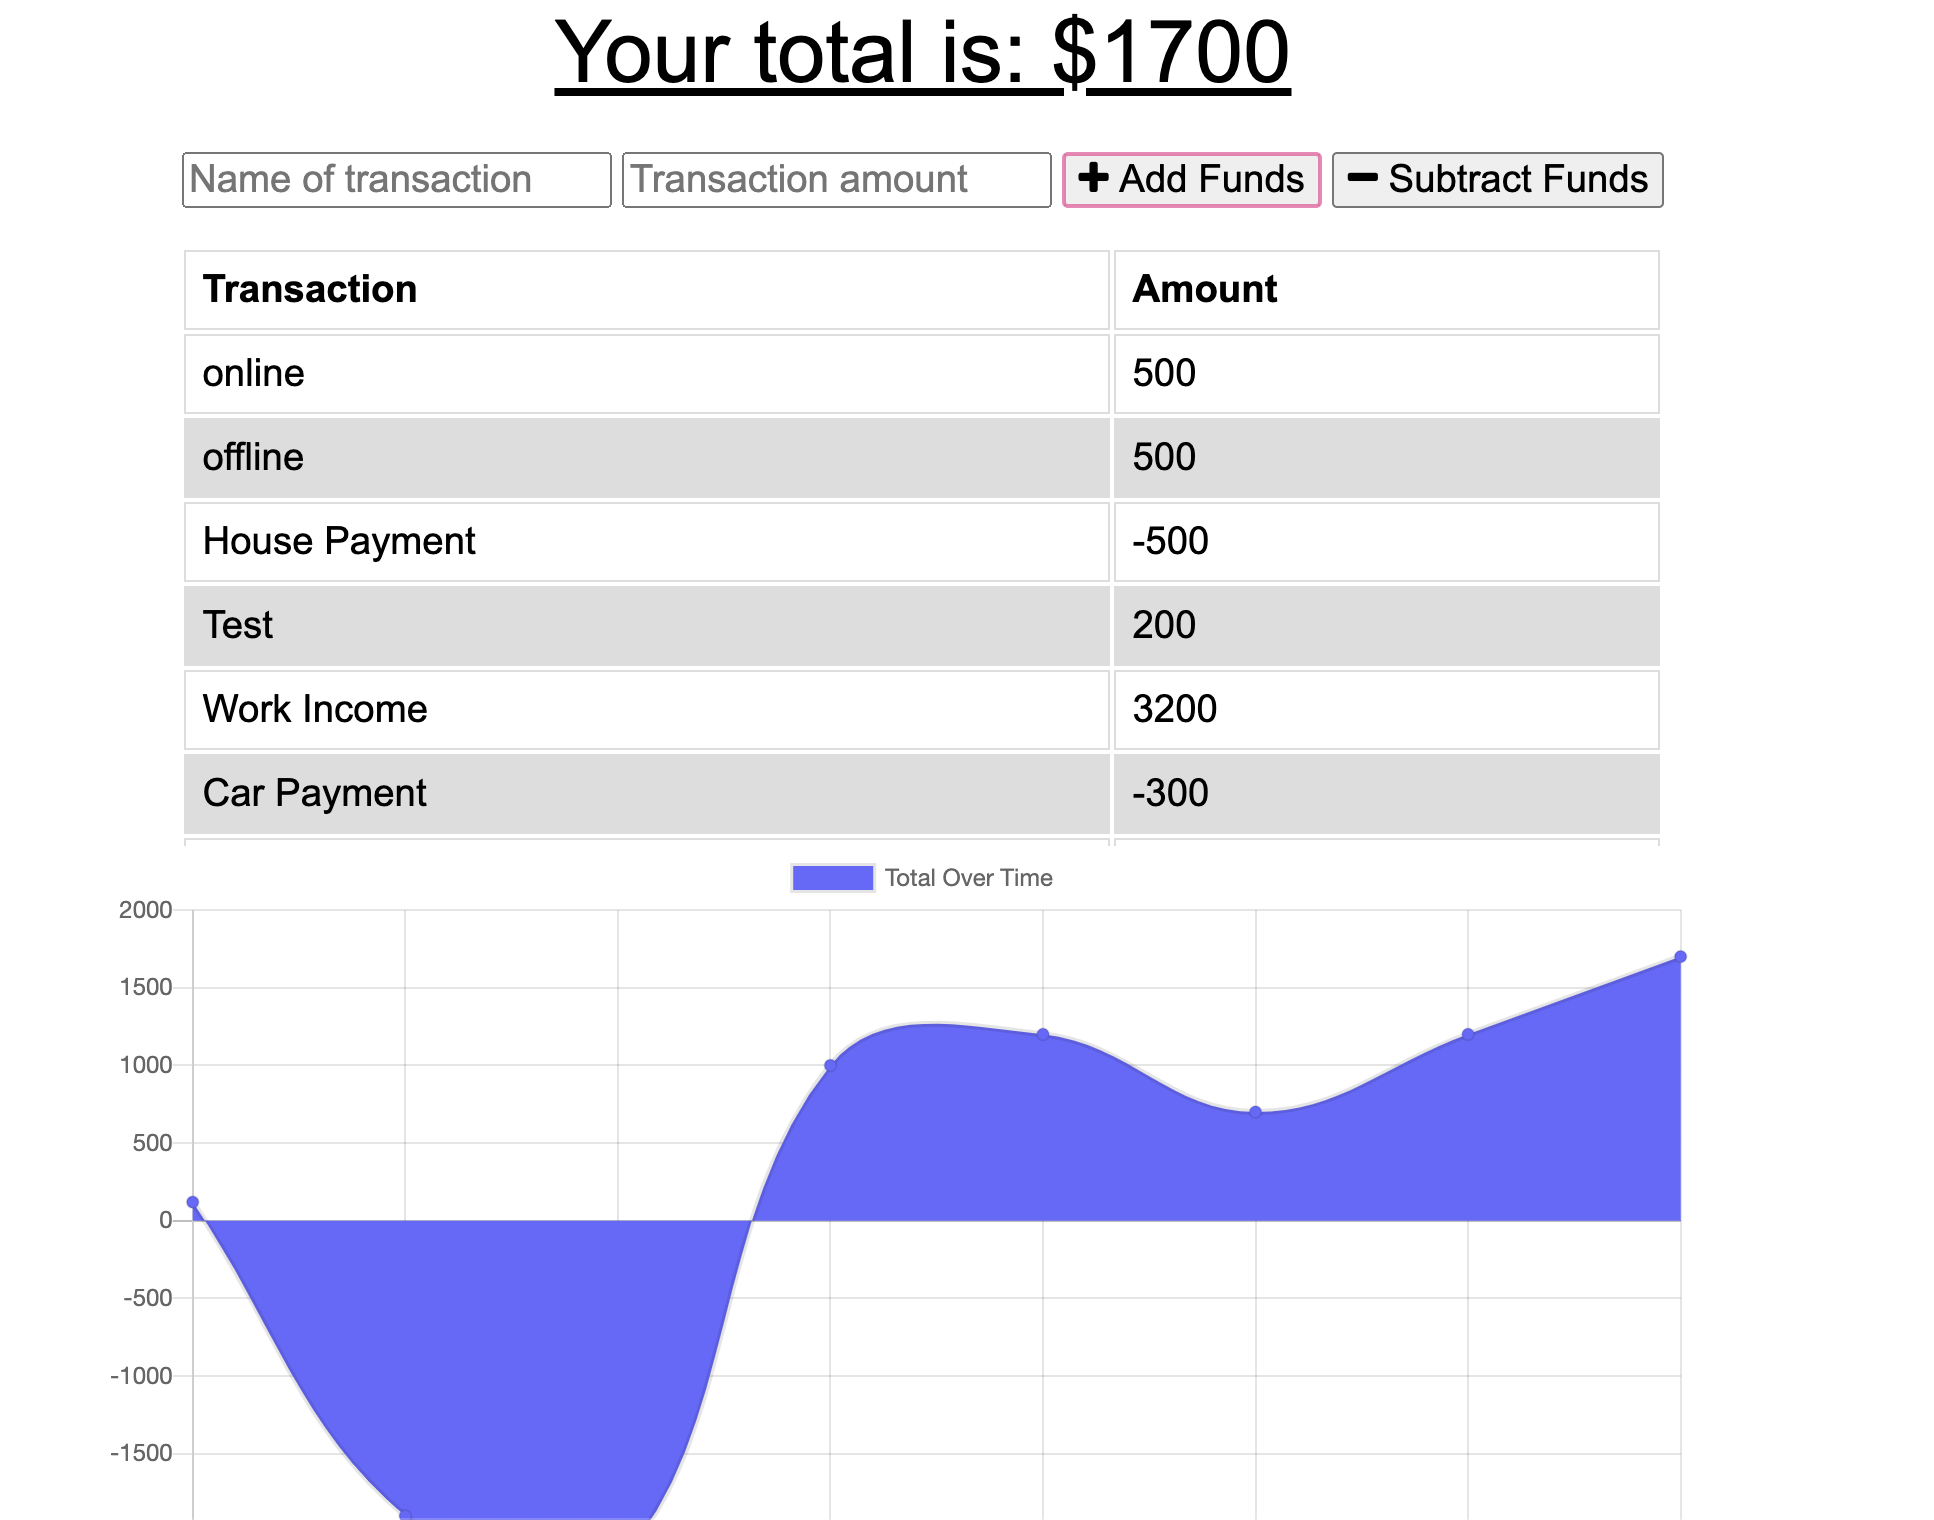 Your total is: $1700
Name of transaction Transaction amount Add Funds Subtract Funds
Transaction Amount
online 500
offline 500
House Payment -500
Test 200
Work Income 3200
Car Payment -300
Total Over Time
2000
1500
1000
500
0
-500
-1000
-1500